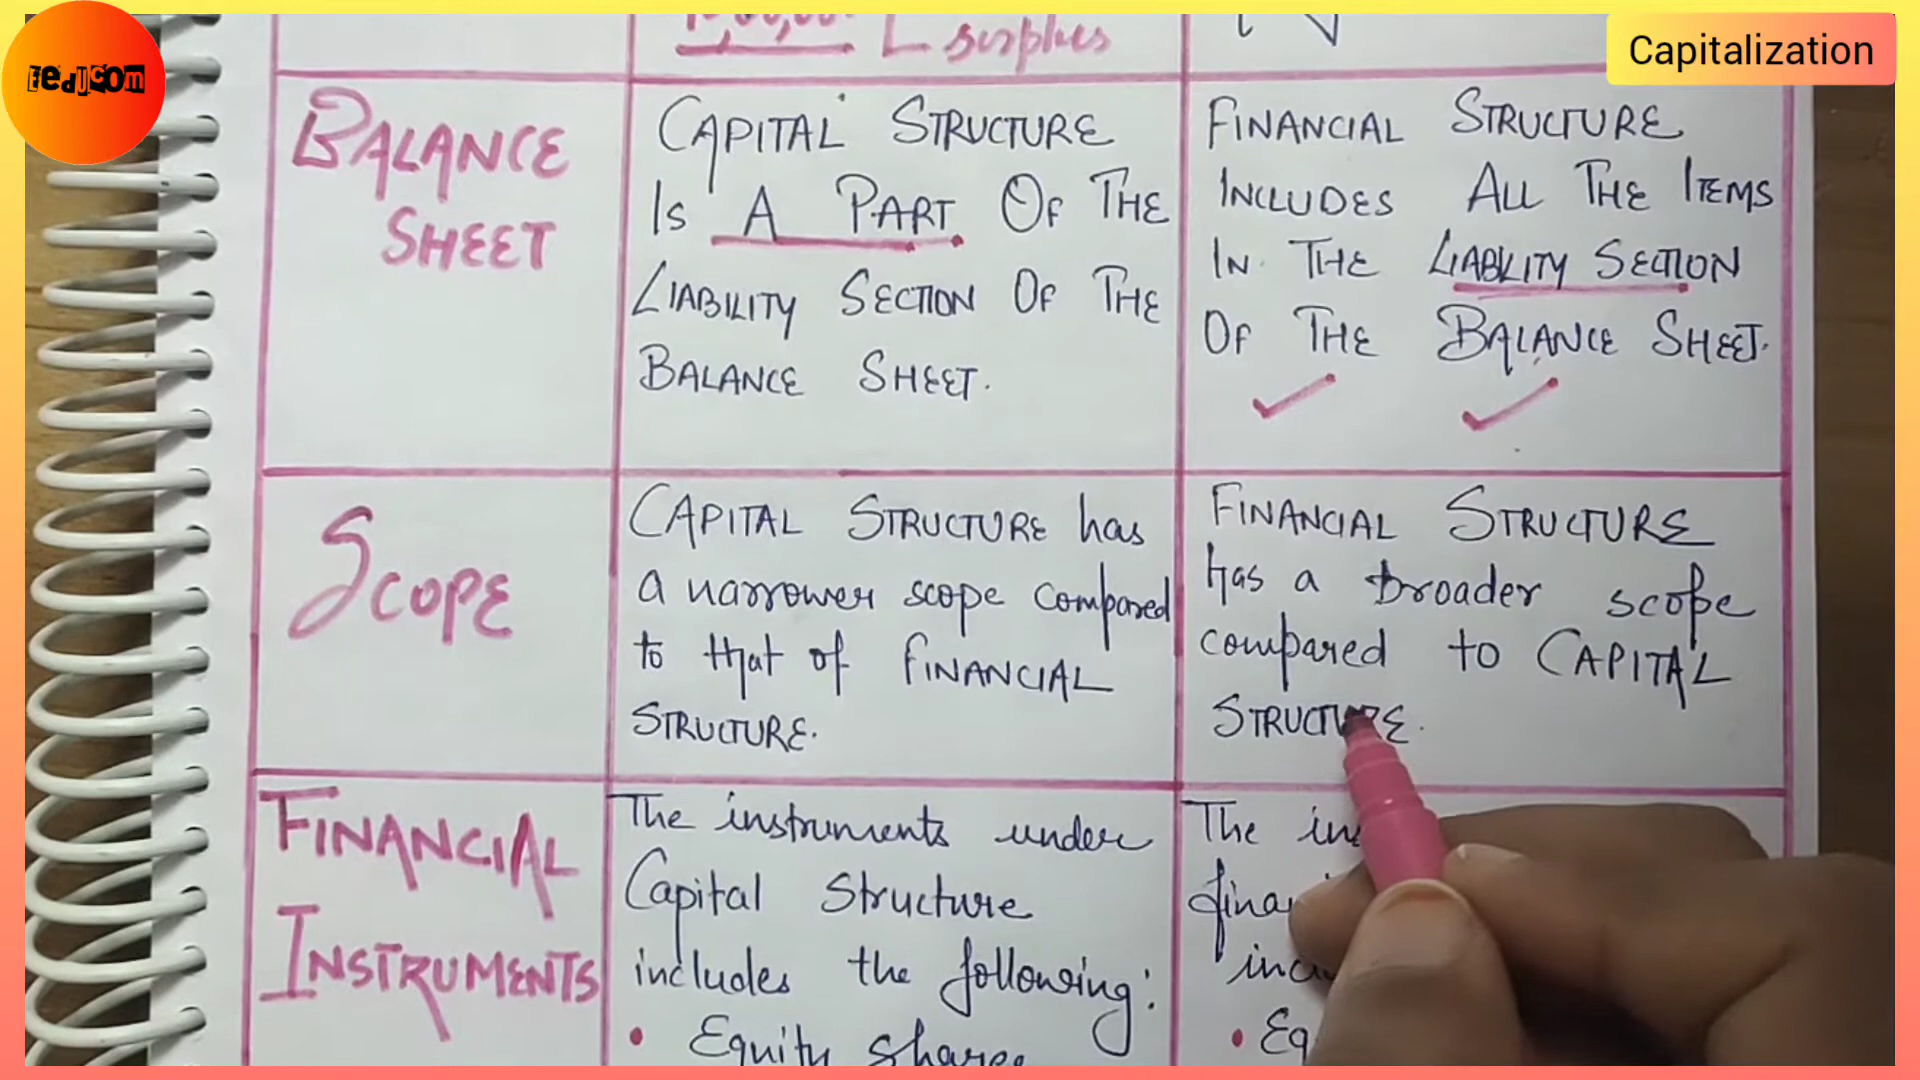 EeduCom
Capitalization
surplus
BALANCE
SHEET
CAPITAL STRUCTURE
IS A PART OF THE
LIABILITY SECTION OF THE
BALANCE SHEET.
FINANCIAL STRUCTURE
INCLUDES ALL THE ITEMS
IN THE LIABILITY SECTION
OF THE BALANCE SHEET.
SCOPE
CAPITAL STRUCTURE has
a narrower scope compared
to that of FINANCIAL
STRUCTURE.
FINANCIAL STRUCTURE
has a broader scope
compared to CAPITAL
STRUCTURE.
FINANCIAL
INSTRUMENTS
The instruments under
Capital Structure
includes the following:
• Equity shares
The